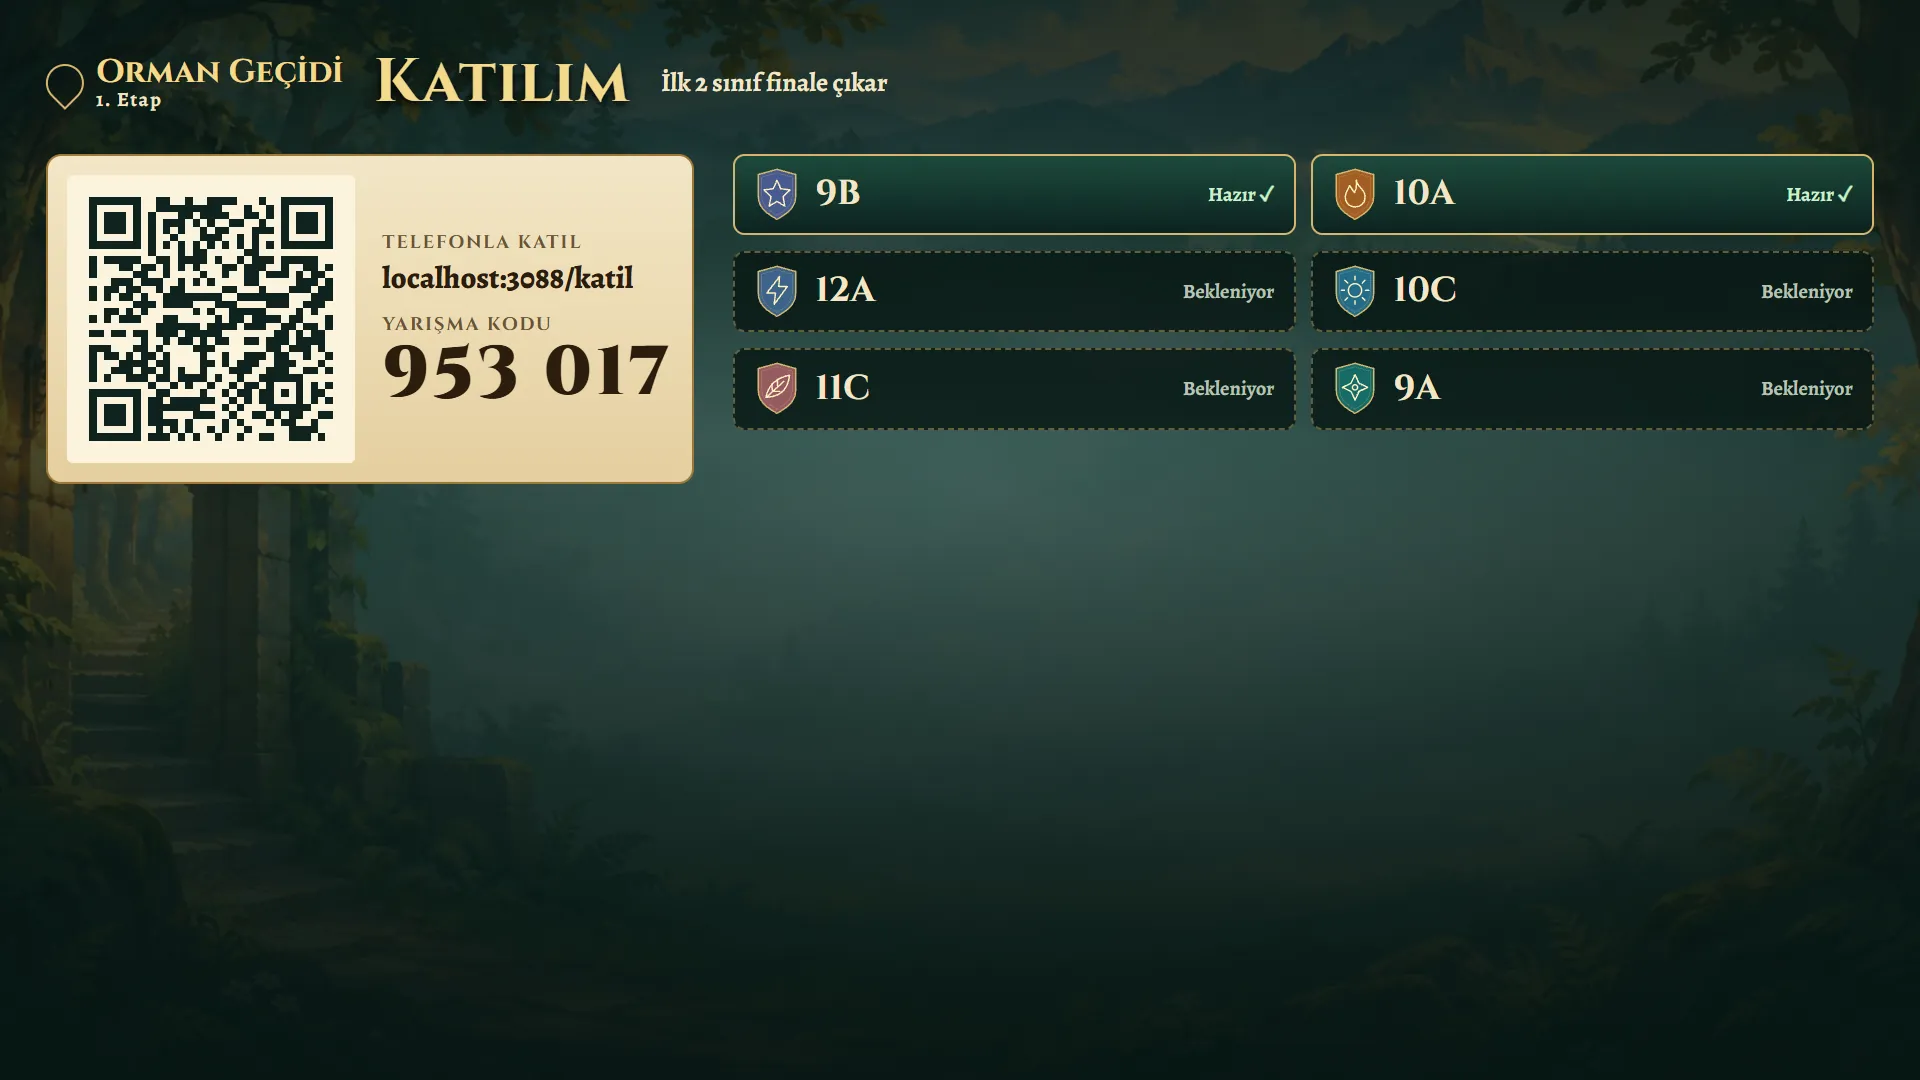 Orman Geçidi
1. Etap
Katılım
İlk 2 sınıf finale çıkar
TELEFONLA KATIL
localhost:3088/katil
YARIŞMA KODU
953 017
9B
Hazır ✓
10A
Hazır ✓
12A
Bekleniyor
10C
Bekleniyor
11C
Bekleniyor
9A
Bekleniyor